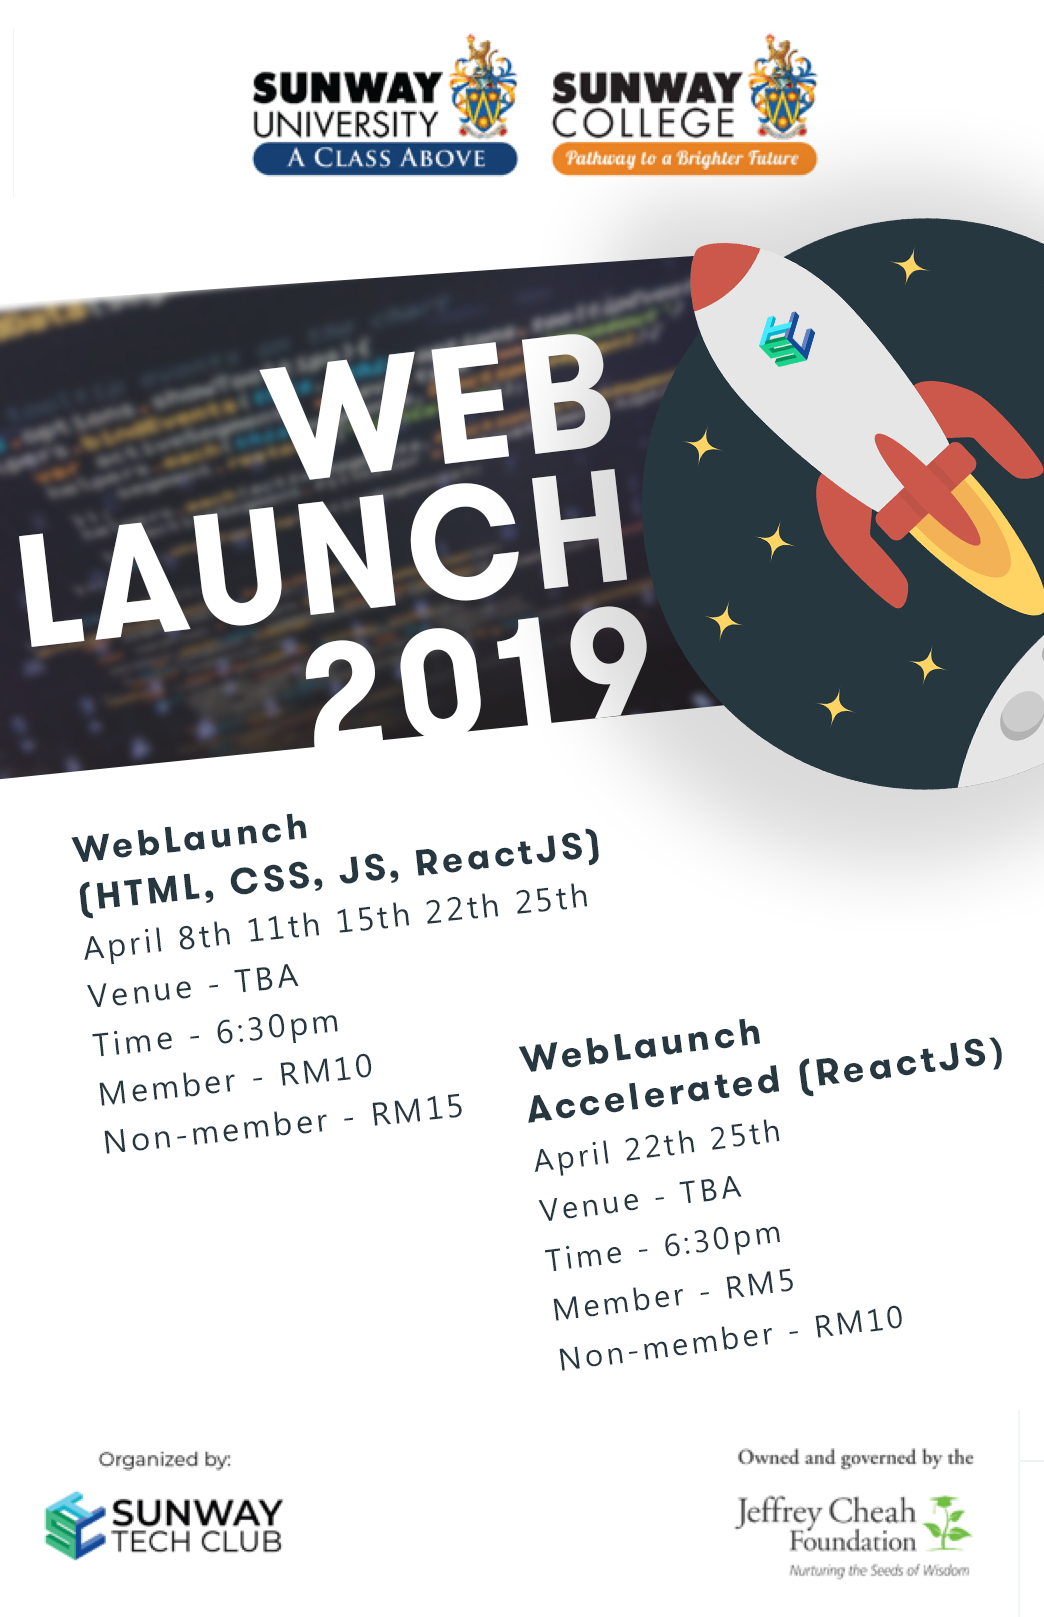 SUNWAY
UNIVERSITY
A CLASS ABOVE
SUNWAY
COLLEGE
Pathway to a Brighter Future
WEB
LAUNCH
2019
WebLaunch
(HTML, CSS, JS, ReactJS)
April 8th 11th 15th 22th 25th
Venue - TBA
Time - 6:30pm
Member - RM10
Non-member - RM15
WebLaunch
Accelerated (ReactJS)
April 22th 25th
Venue - TBA
Time - 6:30pm
Member - RM5
Non-member - RM10
Organized by:
SUNWAY
TECH CLUB
Owned and governed by the
Jeffrey Cheah
Foundation
Nurturing the Seeds of Wisdom